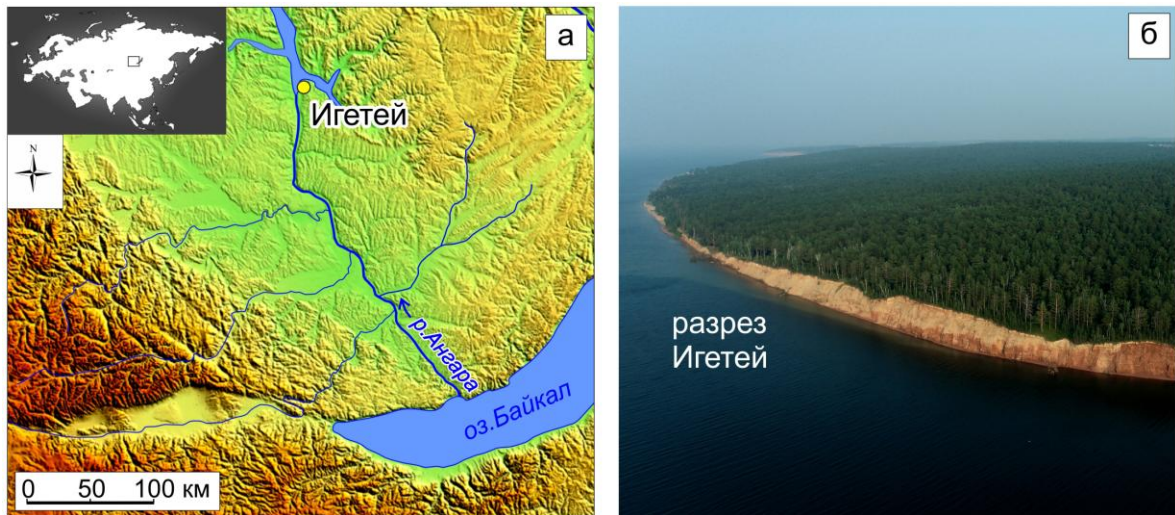 а
N
Игетей
р.Ангара
оз.Байкал
0 50 100 км
б
разрез
Игетей